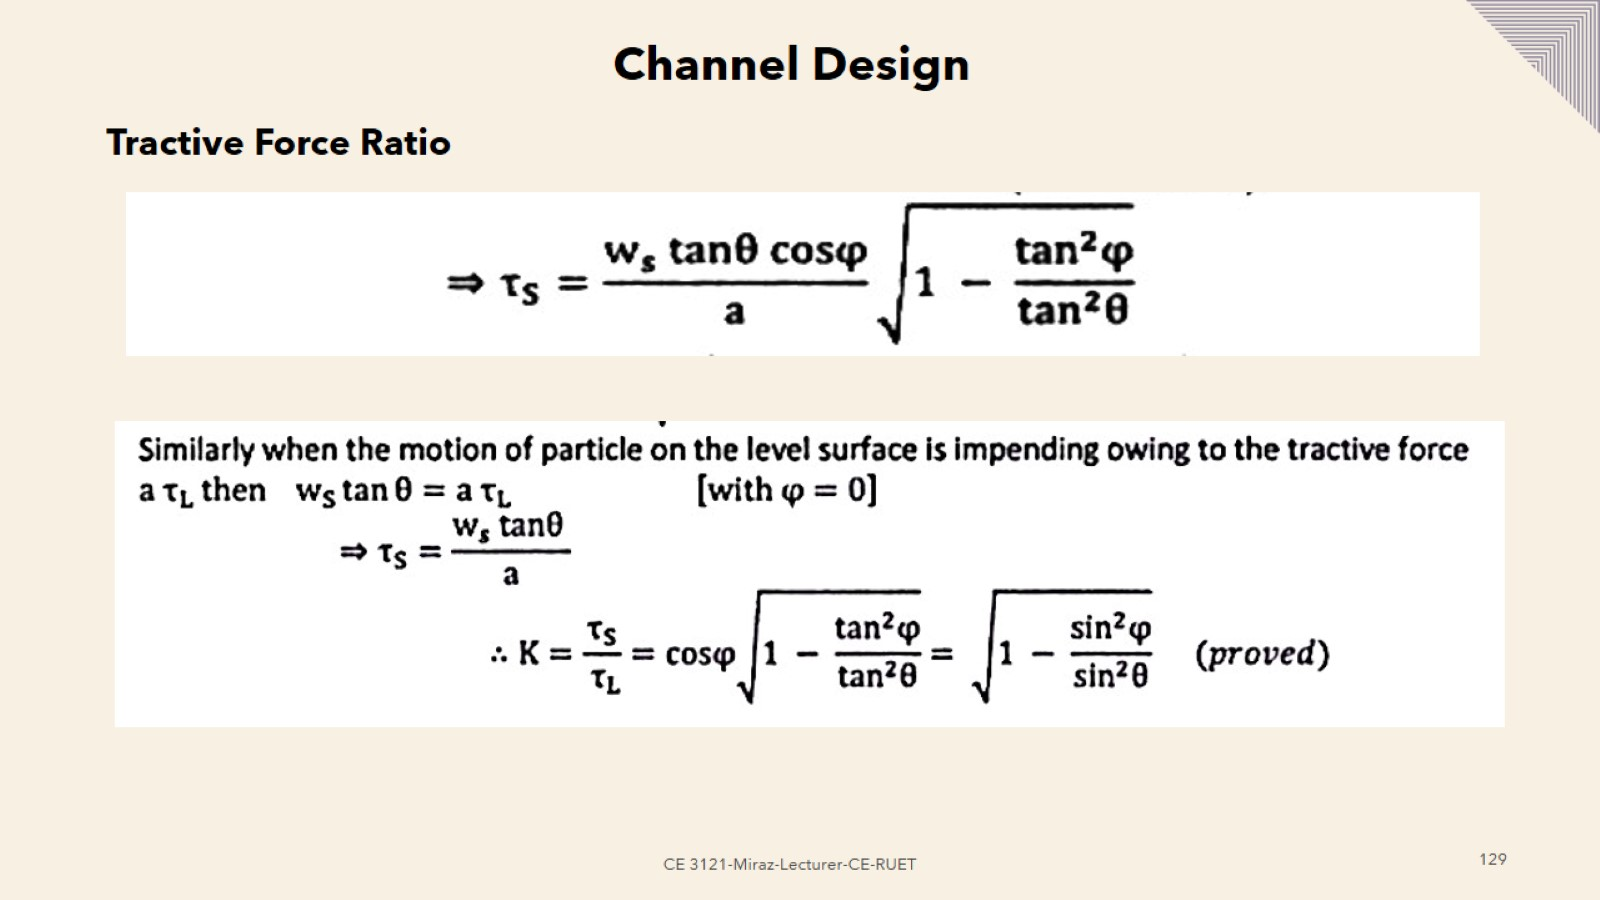 Channel Design
Tractive Force Ratio
⇒ τS = ws tanθ cosφ / a √(1 − tan²φ / tan²θ)
Similarly when the motion of particle on the level surface is impending owing to the tractive force
a τL then wS tan θ = a τL [with φ = 0]
⇒ τS = ws tanθ / a
∴ K = τS / τL = cosφ √(1 − tan²φ / tan²θ) = √(1 − sin²φ / sin²θ) (proved)
CE 3121-Miraz-Lecturer-CE-RUET
129